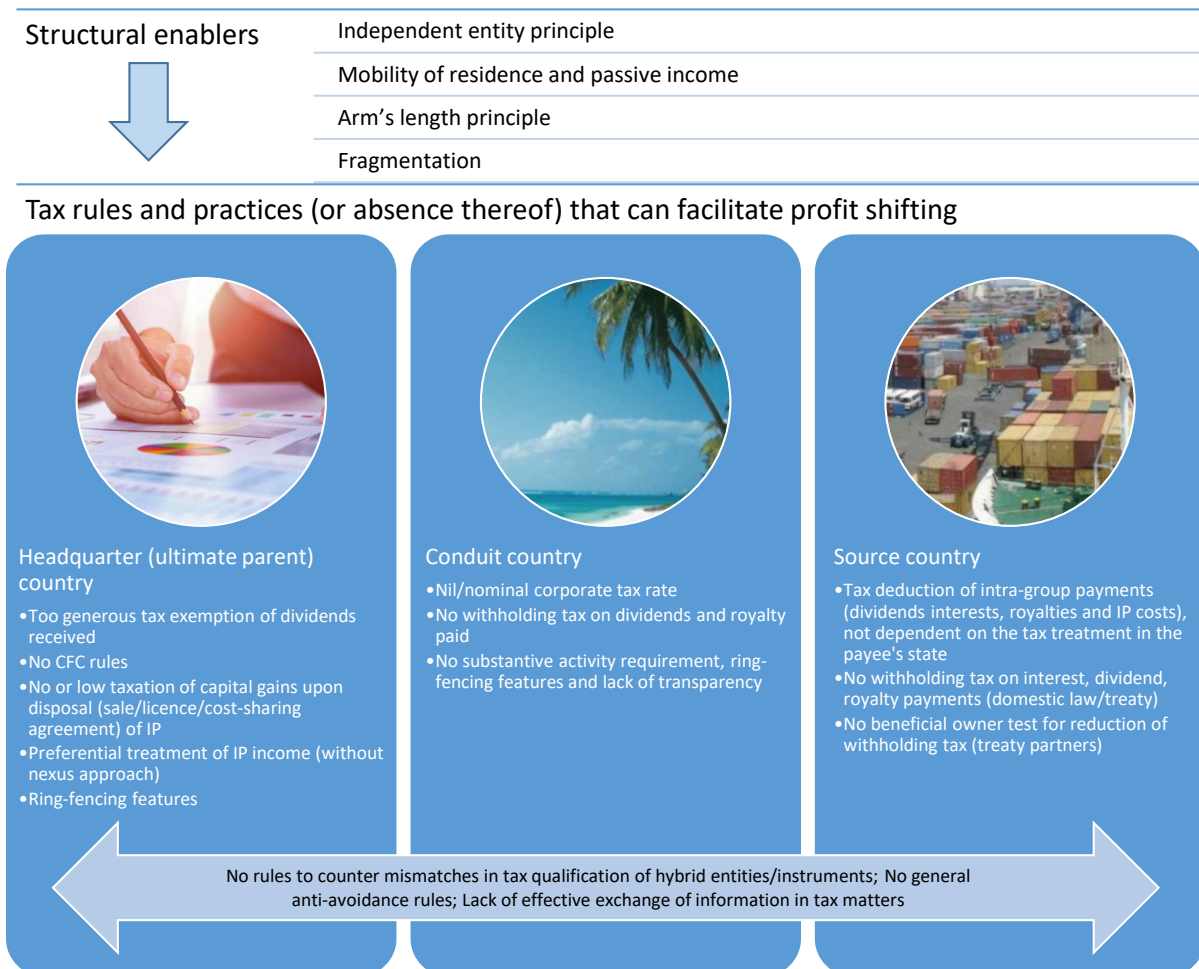 Structural enablers
Independent entity principle
Mobility of residence and passive income
Arm’s length principle
Fragmentation
Tax rules and practices (or absence thereof) that can facilitate profit shifting
Headquarter (ultimate parent)
country
•Too generous tax exemption of dividends
received
•No CFC rules
•No or low taxation of capital gains upon
disposal (sale/licence/cost-sharing
agreement) of IP
•Preferential treatment of IP income (without
nexus approach)
•Ring-fencing features
Conduit country
•Nil/nominal corporate tax rate
•No withholding tax on dividends and royalty
paid
•No substantive activity requirement, ring-
fencing features and lack of transparency
Source country
•Tax deduction of intra-group payments
(dividends interests, royalties and IP costs),
not dependent on the tax treatment in the
payee's state
•No withholding tax on interest, dividend,
royalty payments (domestic law/treaty)
•No beneficial owner test for reduction of
withholding tax (treaty partners)
No rules to counter mismatches in tax qualification of hybrid entities/instruments; No general
anti-avoidance rules; Lack of effective exchange of information in tax matters